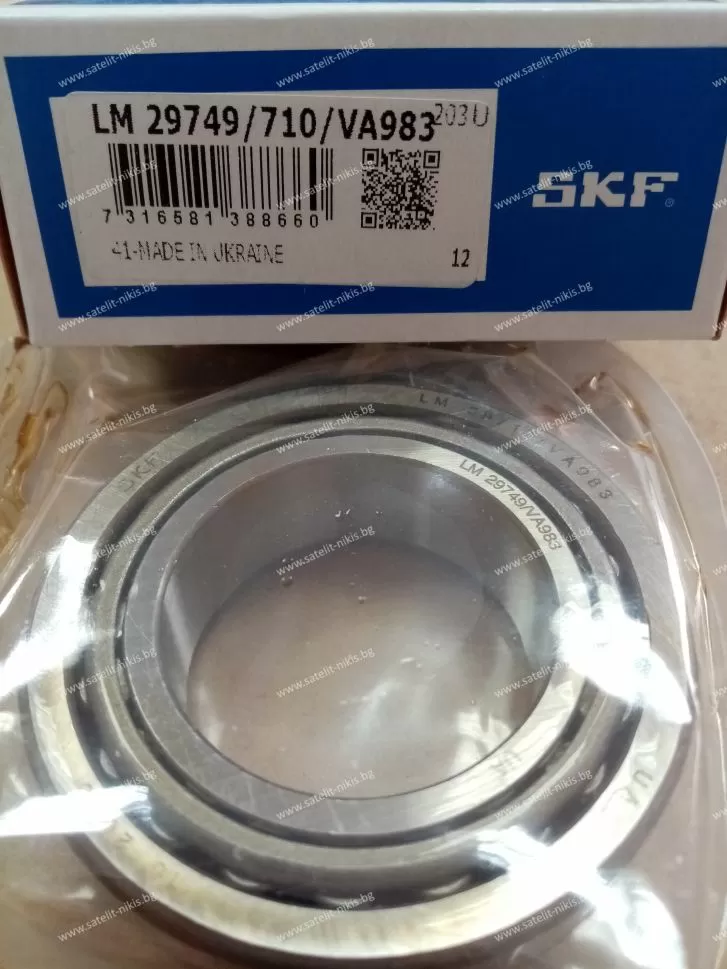 LM 29749/710/VA983
203U
SKF
7 316581 388660
41-MADE IN UKRAINE
12
SKF
LM 29749/VA983
UA
www.satelit-nikis.bg